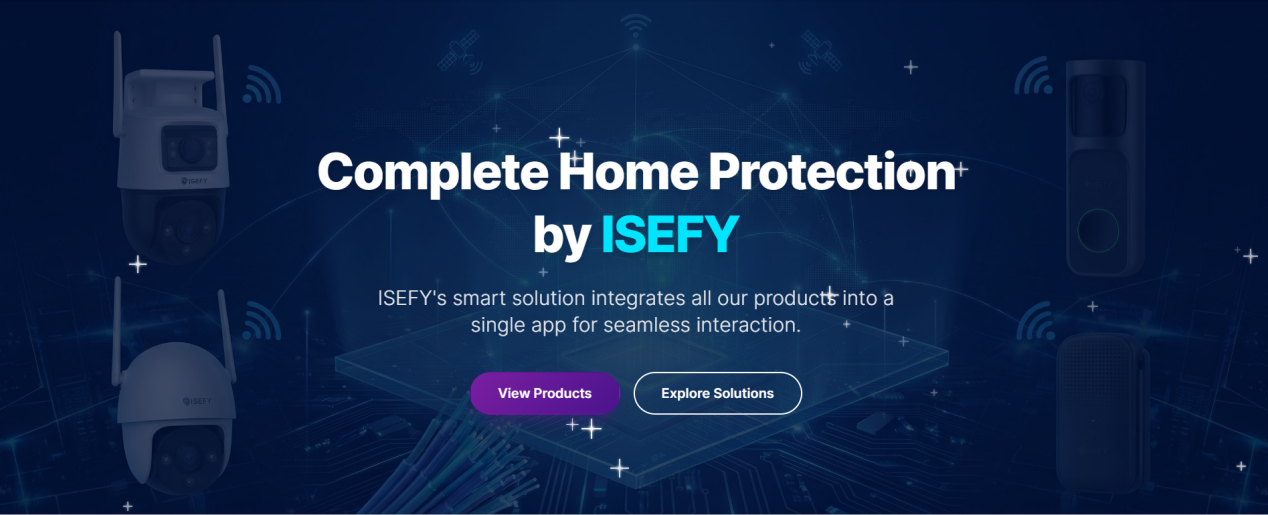 Complete Home Protection
by ISEFY
ISEFY's smart solution integrates all our products into a
single app for seamless interaction.
View Products
Explore Solutions
ISEFY
ISEFY